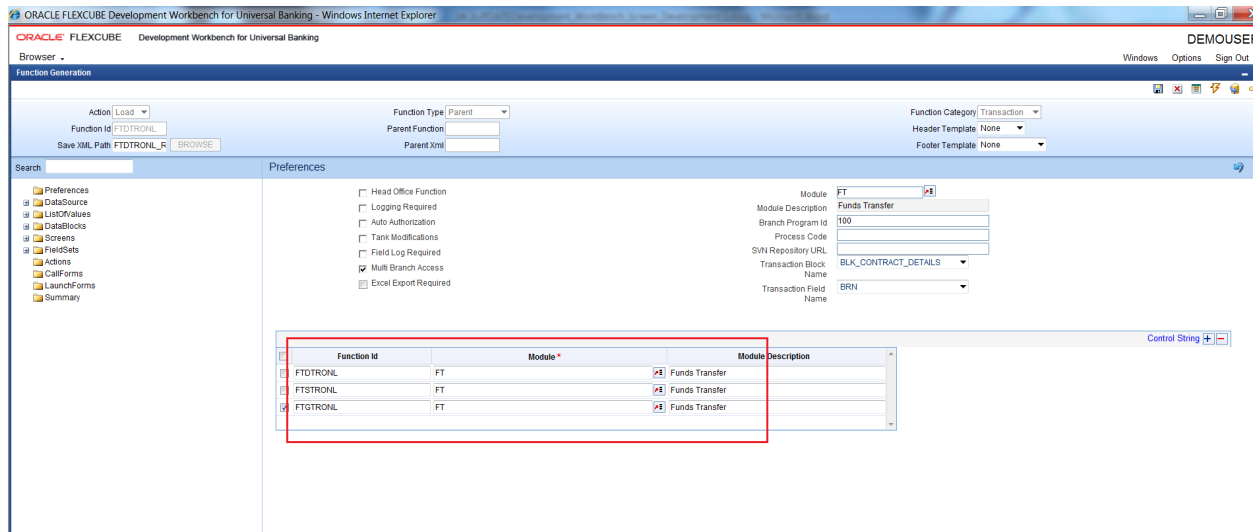 ORACLE FLEXCUBE Development Workbench for Universal Banking - Windows Internet Explorer
ORACLE FLEXCUBE Development Workbench for Universal Banking DEMOUSER
Browser Windows Options Sign Out
Function Generation
Action Load Function Type Parent Function Category Transaction
Function Id FTDTRONL Parent Function Header Template None
Save XML Path FTDTRONL_R BROWSE Parent Xml Footer Template None
Search Preferences
Preferences
DataSource
ListOfValues
DataBlocks
Screens
FieldSets
Actions
CallForms
LaunchForms
Summary
Head Office Function
Logging Required
Auto Authorization
Tank Modifications
Field Log Required
Multi Branch Access
Excel Export Required
Module FT
Module Description Funds Transfer
Branch Program Id 100
Process Code
SVN Repository URL
Transaction Block BLK_CONTRACT_DETAILS
Name
Transaction Field BRN
Name
Control String + −
Function Id Module * Module Description
FTDTRONL FT Funds Transfer
FTSTRONL FT Funds Transfer
FTGTRONL FT Funds Transfer